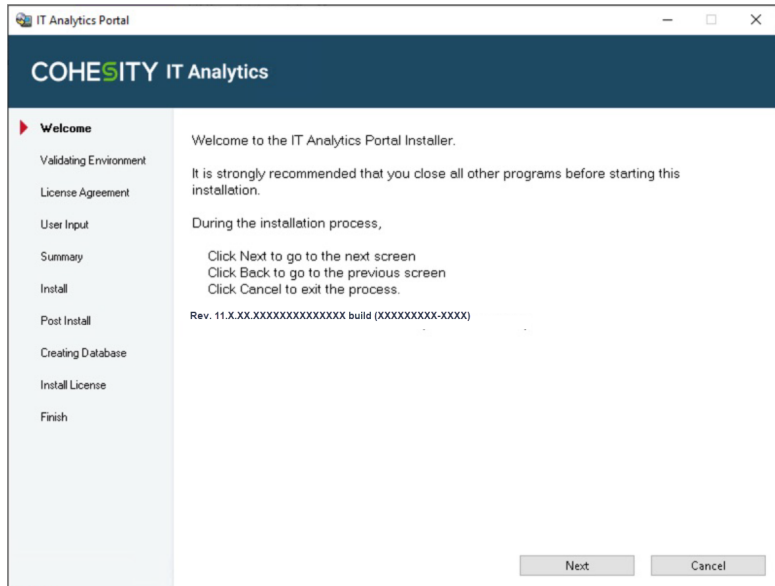 IT Analytics Portal
COHESITY IT Analytics
Welcome
Validating Environment
License Agreement
User Input
Summary
Install
Post Install
Creating Database
Install License
Finish
Welcome to the IT Analytics Portal Installer.
It is strongly recommended that you close all other programs before starting this
installation.
During the installation process,
Click Next to go to the next screen
Click Back to go to the previous screen
Click Cancel to exit the process.
Rev. 11.X.XX.XXXXXXXXXXXXXX build (XXXXXXXXX-XXXX)
Next
Cancel